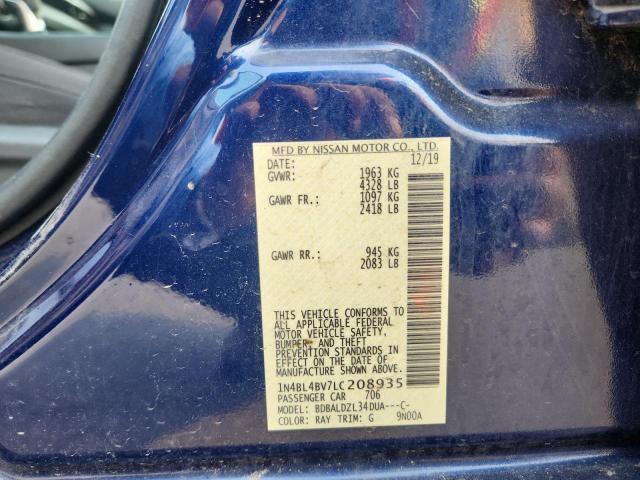 MFD BY NISSAN MOTOR CO., LTD.
DATE: 12/19
GVWR: 1963 KG
4328 LB
GAWR FR.: 1097 KG
2418 LB
GAWR RR.: 945 KG
2083 LB
THIS VEHICLE CONFORMS TO
ALL APPLICABLE FEDERAL
MOTOR VEHICLE SAFETY,
BUMPER, AND THEFT
PREVENTION STANDARDS IN
EFFECT ON THE DATE OF
MANUFACTURE SHOWN ABOVE.
1N4BL4BV7LC208935
PASSENGER CAR 706
MODEL: BDBALDZL34DUA---C-
COLOR: RAY TRIM: G 9N00A